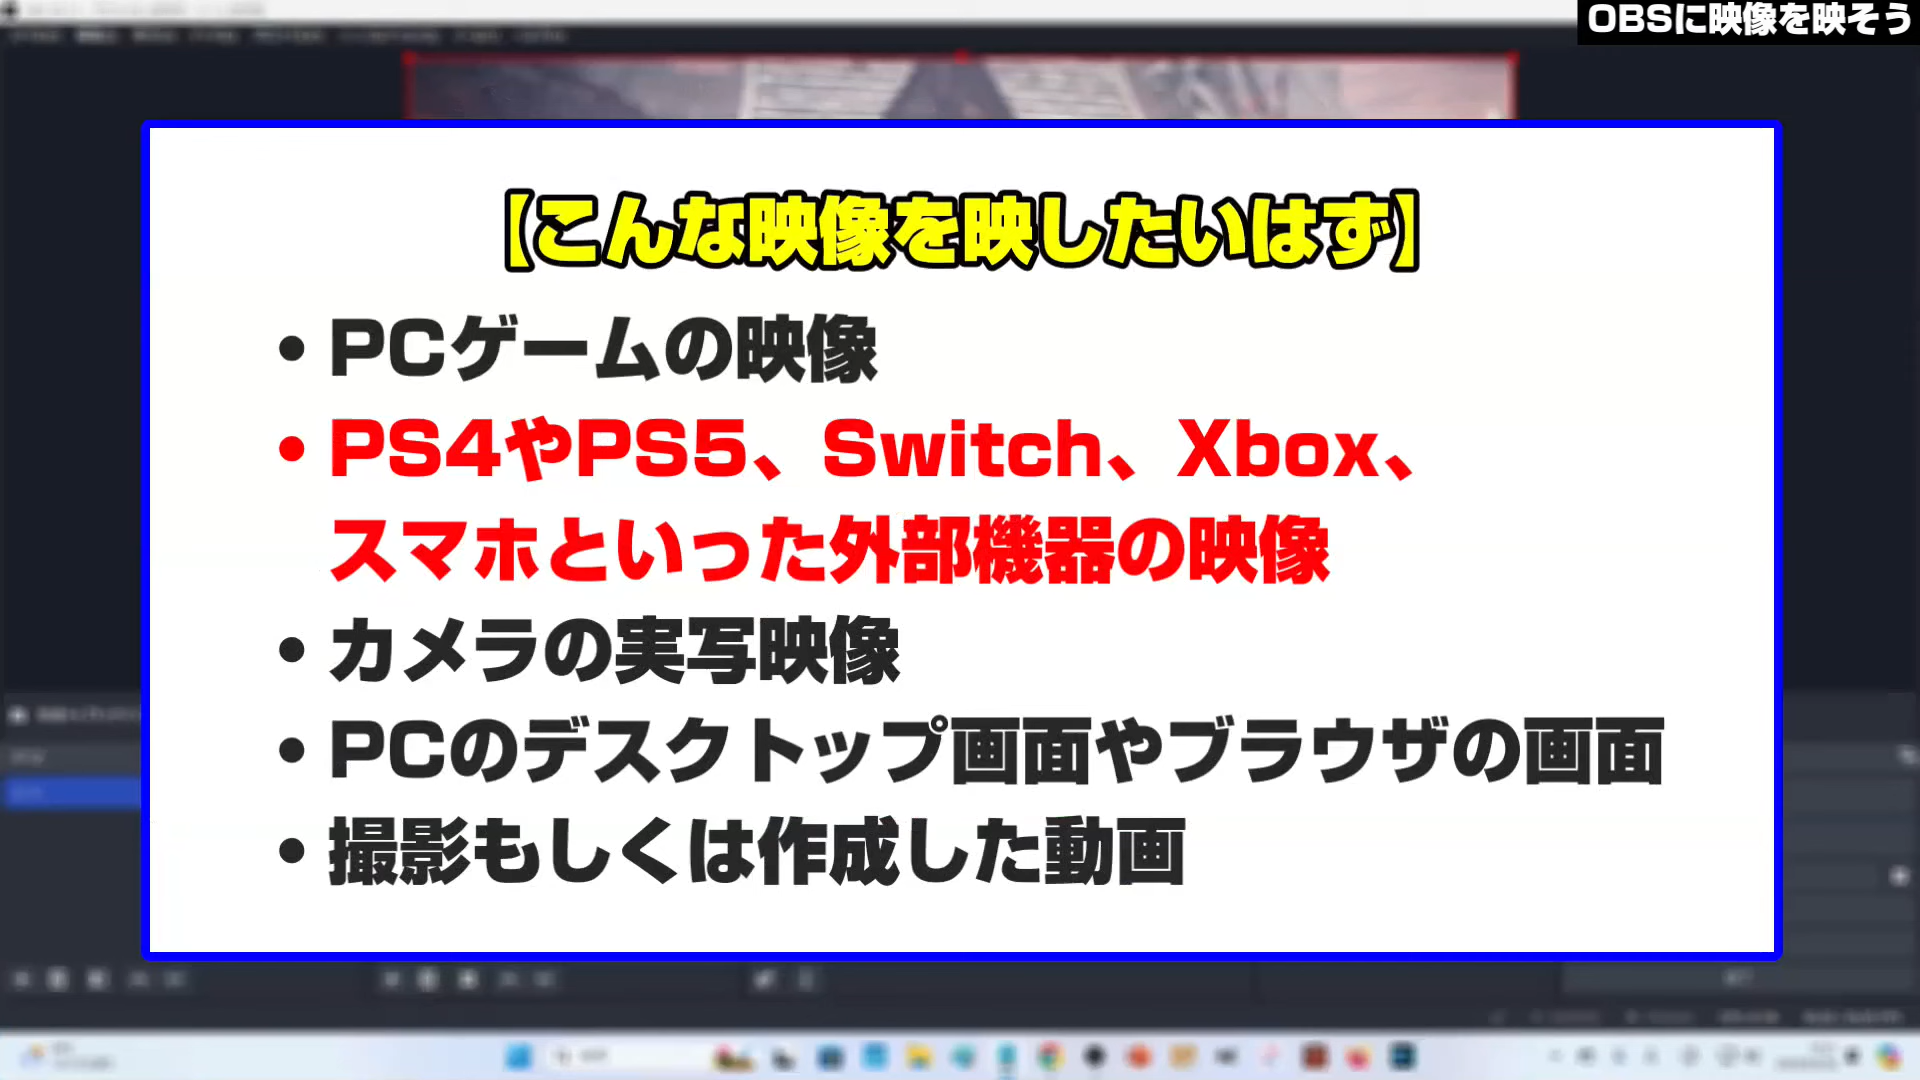 OBSに映像を映そう
【こんな映像を映したいはず】
• PCゲームの映像
• PS4やPS5、Switch、Xbox、
スマホといった外部機器の映像
• カメラの実写映像
• PCのデスクトップ画面やブラウザの画面
• 撮影もしくは作成した動画